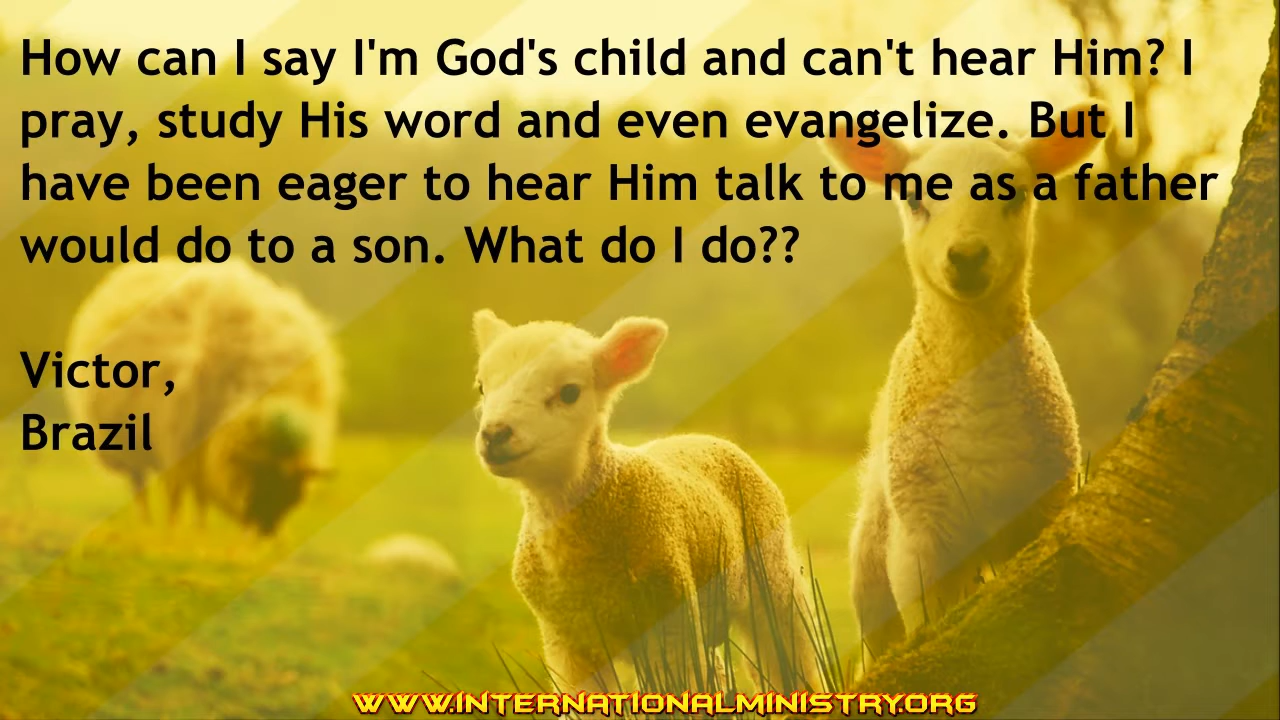 How can I say I'm God's child and can't hear Him? I
pray, study His word and even evangelize. But I
have been eager to hear Him talk to me as a father
would do to a son. What do I do??
Victor,
Brazil
WWW.INTERNATIONALMINISTRY.ORG